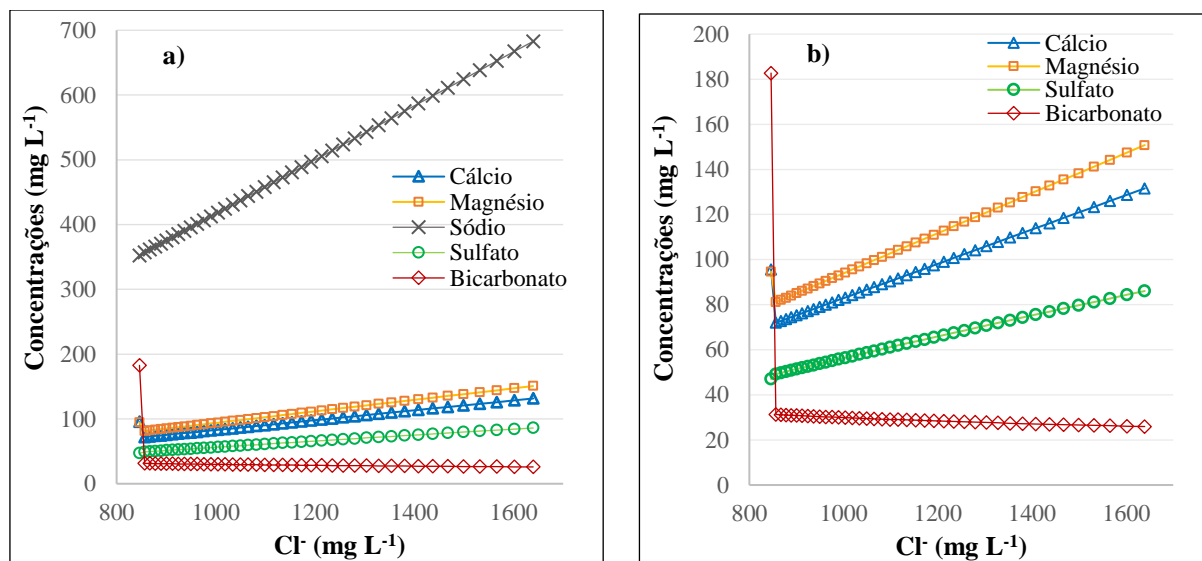 a)
Concentrações (mg L-1)
700
600
500
400
300
200
100
0
Cálcio
Magnésio
Sódio
Sulfato
Bicarbonato
800 1000 1200 1400 1600
Cl- (mg L-1)
b)
Concentrações (mg L-1)
200
180
160
140
120
100
80
60
40
20
0
Cálcio
Magnésio
Sulfato
Bicarbonato
800 1000 1200 1400 1600
Cl- (mg L-1)